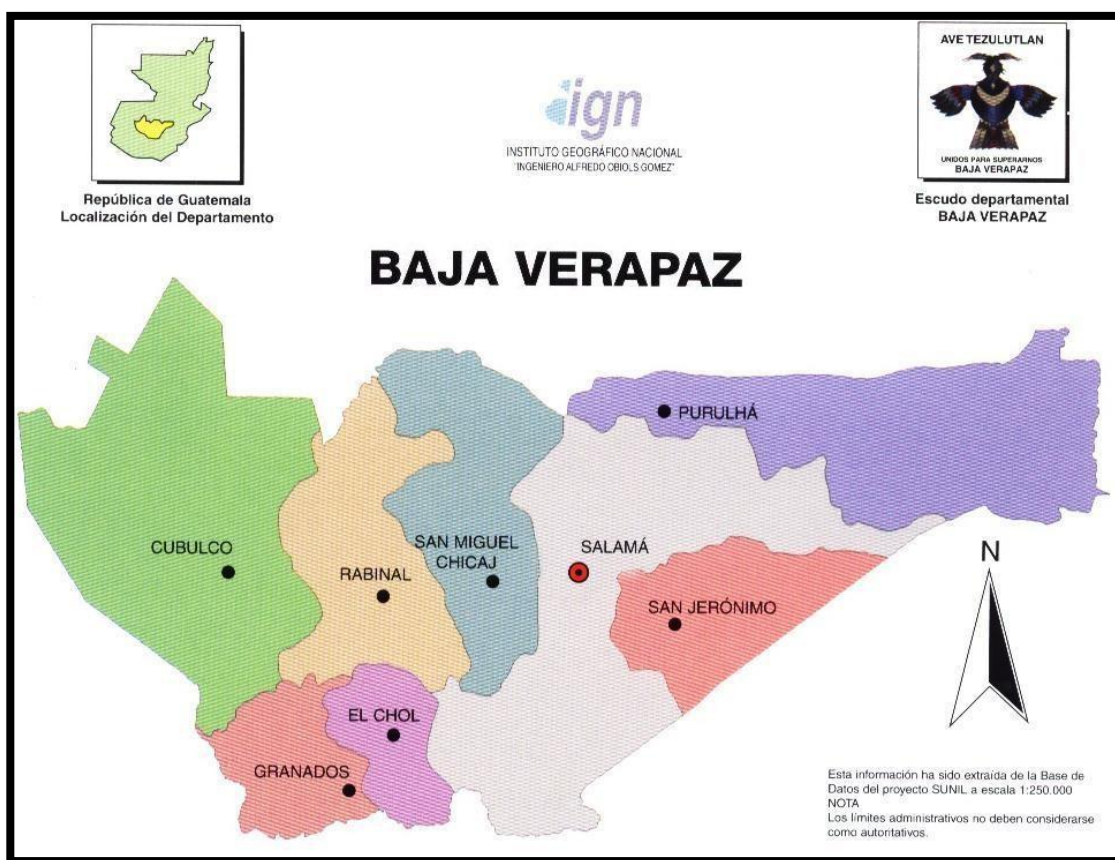 República de Guatemala
Localización del Departamento
ign
INSTITUTO GEOGRÁFICO NACIONAL
"INGENIERO ALFREDO OBIOLS GOMEZ"
AVE TEZULUTLAN
UNIDOS PARA SUPERARNOS
BAJA VERAPAZ
Escudo departamental
BAJA VERAPAZ
BAJA VERAPAZ
PURULHÁ
CUBULCO
RABINAL
SAN MIGUEL
CHICAJ
SALAMÁ
SAN JERÓNIMO
EL CHOL
GRANADOS
N
Esta información ha sido extraída de la Base de
Datos del proyecto SUNIL a escala 1:250.000
NOTA
Los límites administrativos no deben considerarse
como autoritativos.